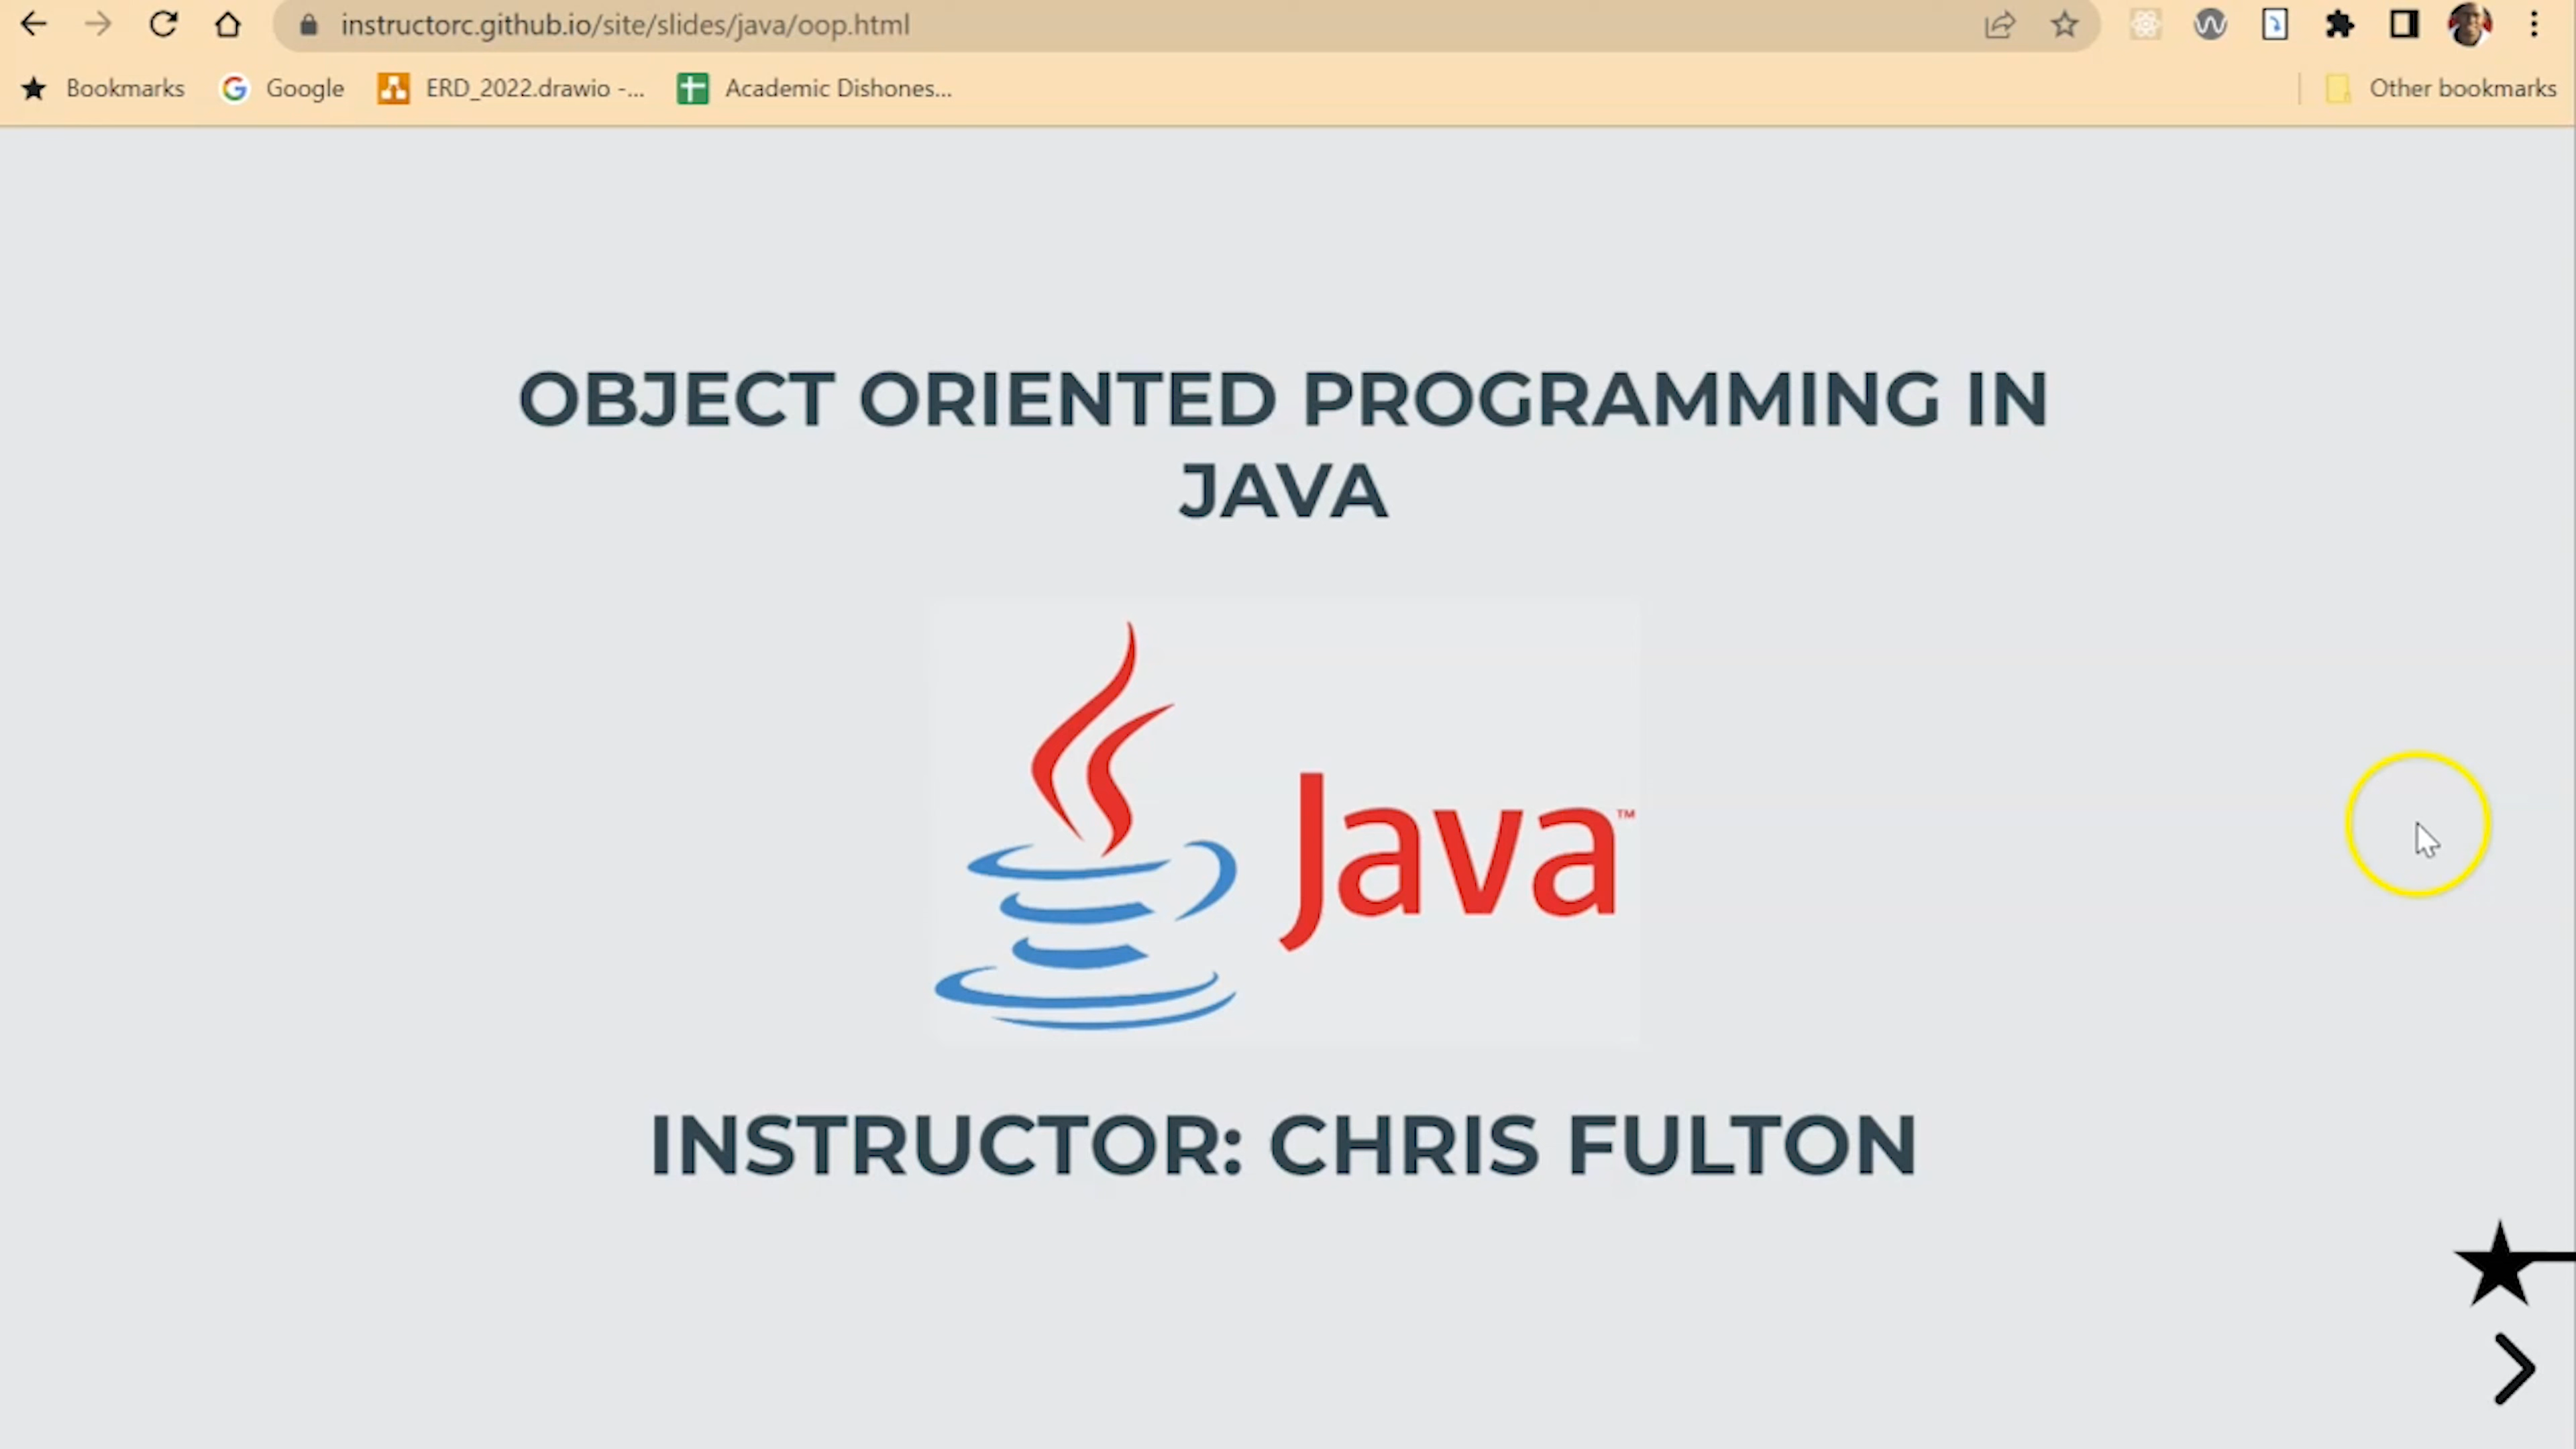 instructorc.github.io/site/slides/java/oop.html
Bookmarks Google ERD_2022.drawio -... Academic Dishones... Other bookmarks
OBJECT ORIENTED PROGRAMMING IN
JAVA
Java™
INSTRUCTOR: CHRIS FULTON